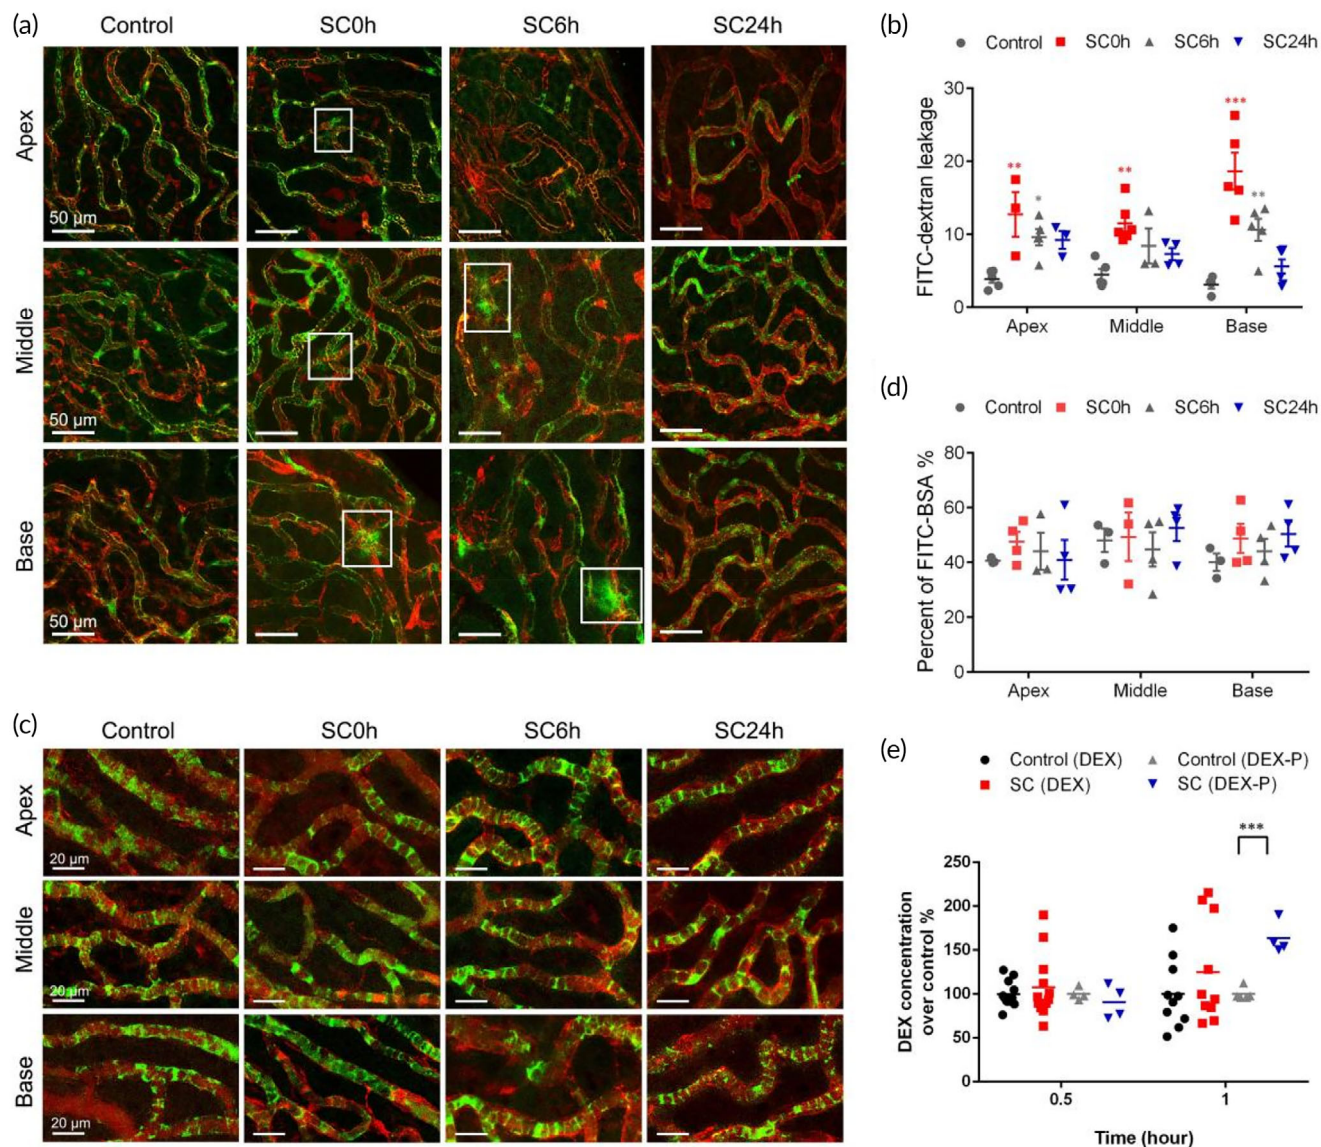 (a)
Control SC0h SC6h SC24h
Apex
50 μm
Middle
50 μm
Base
50 μm
(b)
Control SC0h SC6h SC24h
FITC-dextran leakage
30
20
10
0
** * ** *** **
Apex Middle Base
(c)
Control SC0h SC6h SC24h
Apex
20 μm
Middle
20 μm
Base
20 μm
(d)
Control SC0h SC6h SC24h
Percent of FITC-BSA %
80
60
40
20
0
Apex Middle Base
(e)
Control (DEX) Control (DEX-P)
SC (DEX) SC (DEX-P)
***
DEX concentration
over control %
250
200
150
100
50
0
0.5 1
Time (hour)